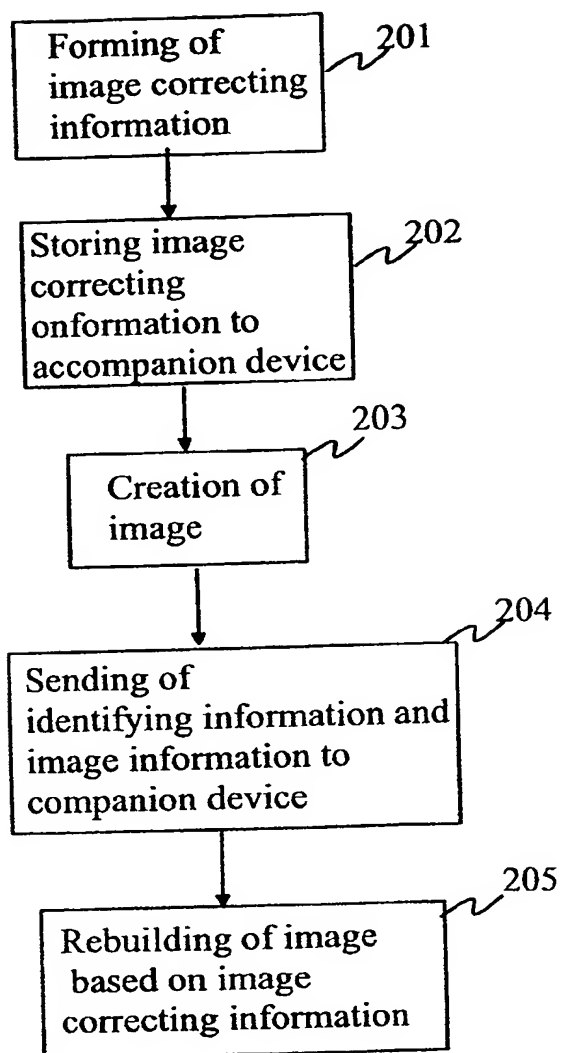 Forming of
image correcting
information
201
Storing image
correcting
onformation to
accompanion device
202
Creation of
image
203
Sending of
identifying information and
image information to
companion device
204
Rebuilding of image
based on image
correcting information
205